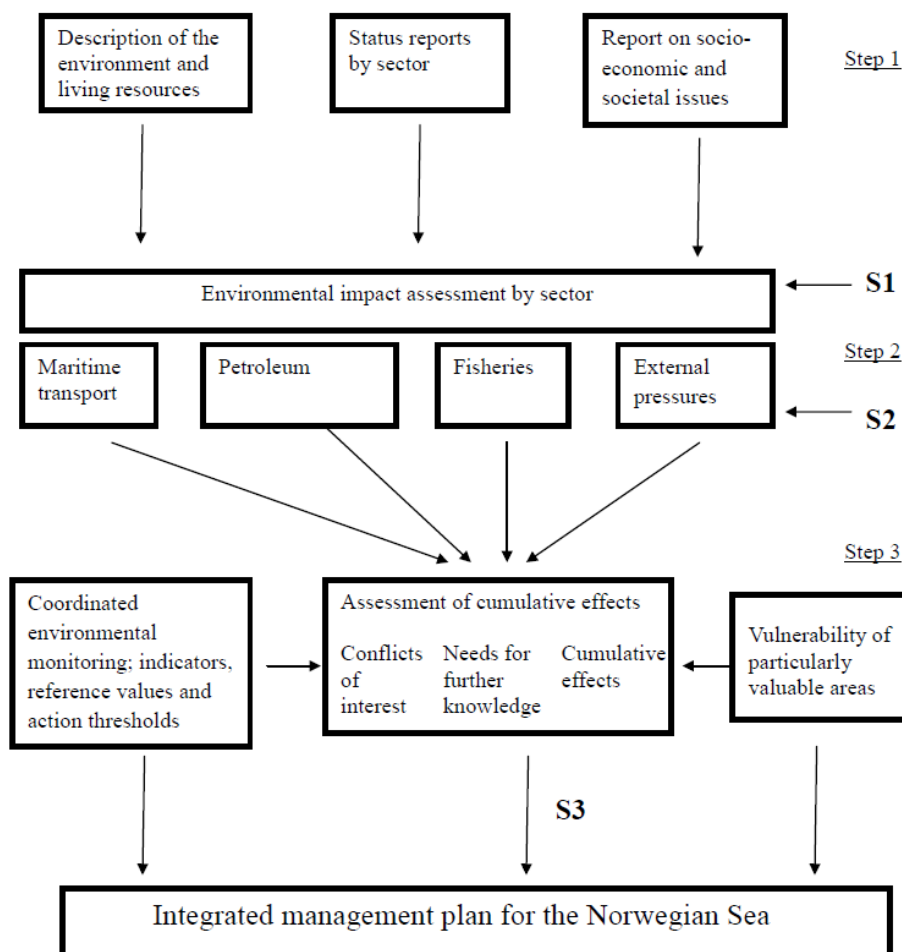 Description of the
environment and
living resources
Status reports
by sector
Report on socio-
economic and
societal issues
Step 1
Environmental impact assessment by sector
S1
Step 2
Maritime
transport
Petroleum
Fisheries
External
pressures
S2
Step 3
Coordinated
environmental
monitoring; indicators,
reference values and
action thresholds
Assessment of cumulative effects
Conflicts
of
interest
Needs for
further
knowledge
Cumulative
effects
Vulnerability of
particularly
valuable areas
S3
Integrated management plan for the Norwegian Sea